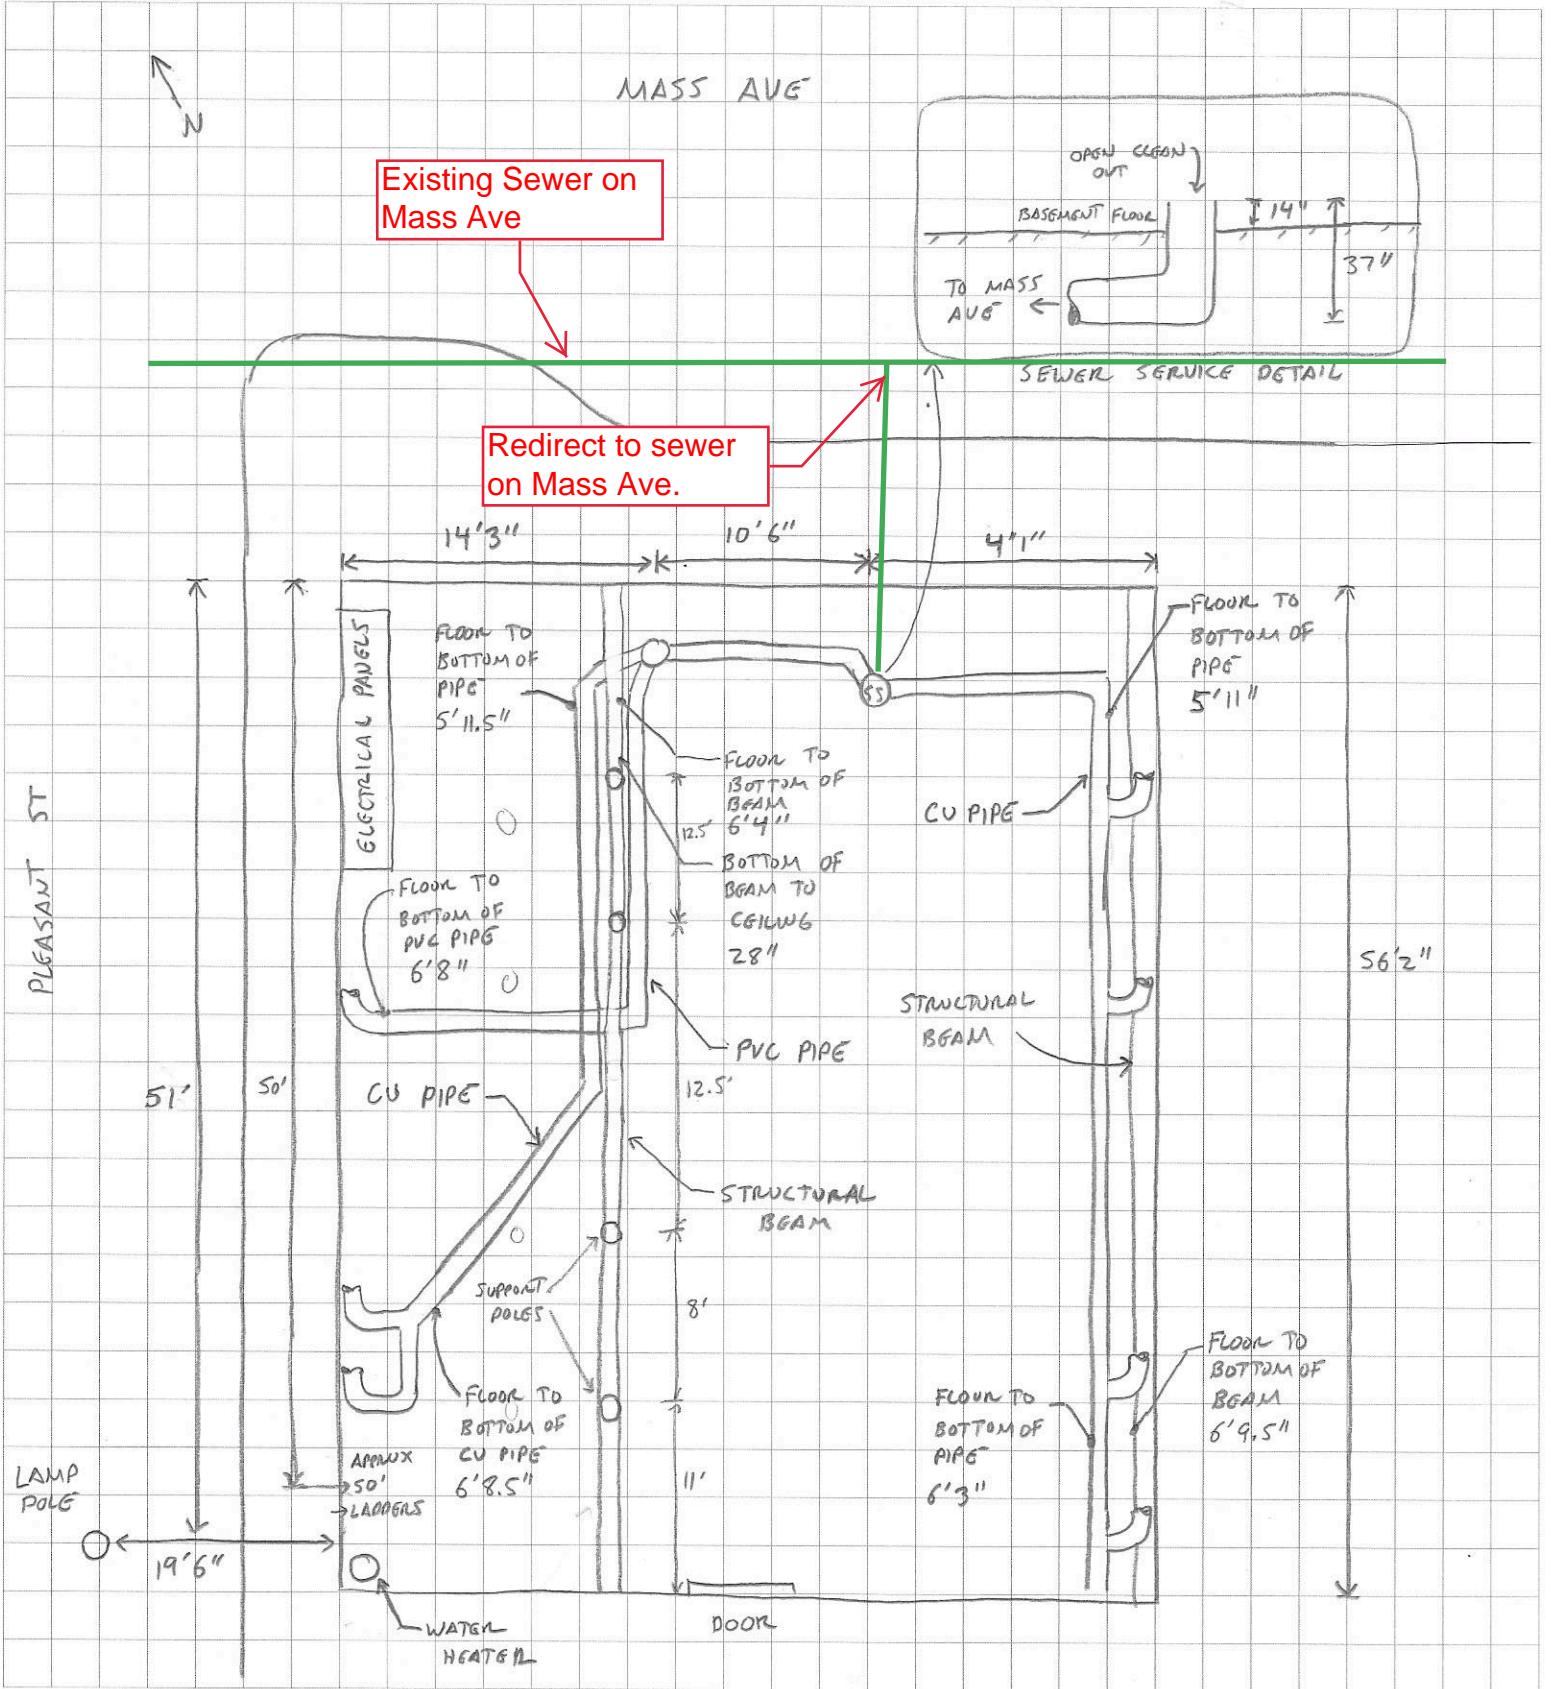 MASS AVE
N
Existing Sewer on
Mass Ave
OPEN CLEAN
OUT
BASEMENT FLOOR
14"
37"
TO MASS
AVE
SEWER SERVICE DETAIL
Redirect to sewer
on Mass Ave.
14'3"
10'6"
4'1"
ELECTRICAL PANELS
FLOOR TO
BOTTOM OF
PIPE
5'11.5"
SS
FLOOR TO
BOTTOM OF
PIPE
5'11"
FLOOR TO
BOTTOM OF
BEAM
6'4"
12.5'
BOTTOM OF
BEAM TO
CEILING
28"
CU PIPE
PLEASANT ST
FLOOR TO
BOTTOM OF
PVC PIPE
6'8"
56'2"
STRUCTURAL
BEAM
PVC PIPE
51'
50'
CU PIPE
12.5'
STRUCTURAL
BEAM
SUPPORT
POLES
8'
FLOOR TO
BOTTOM OF
CU PIPE
6'8.5"
FLOOR TO
BOTTOM OF
PIPE
6'3"
FLOOR TO
BOTTOM OF
BEAM
6'9.5"
LAMP
POLE
APPROX
50'
LADDERS
11'
19'6"
WATER
HEATER
DOOR